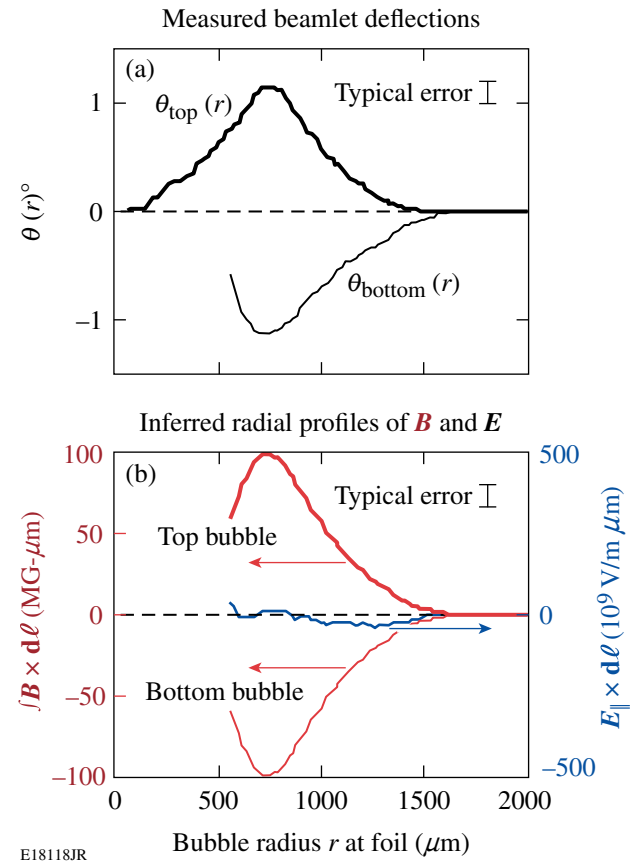 Measured beamlet deflections
(a)
Typical error
θtop (r)
1
0
−1
θ (r)°
θbottom (r)
Inferred radial profiles of B and E
100
50
0
−50
−100
(b)
Typical error
500
0
−500
Top bubble
Bottom bubble
∫B × dℓ (MG-μm)
E∥ × dℓ (10⁹ V/m μm)
0 500 1000 1500 2000
Bubble radius r at foil (μm)
E18118JR